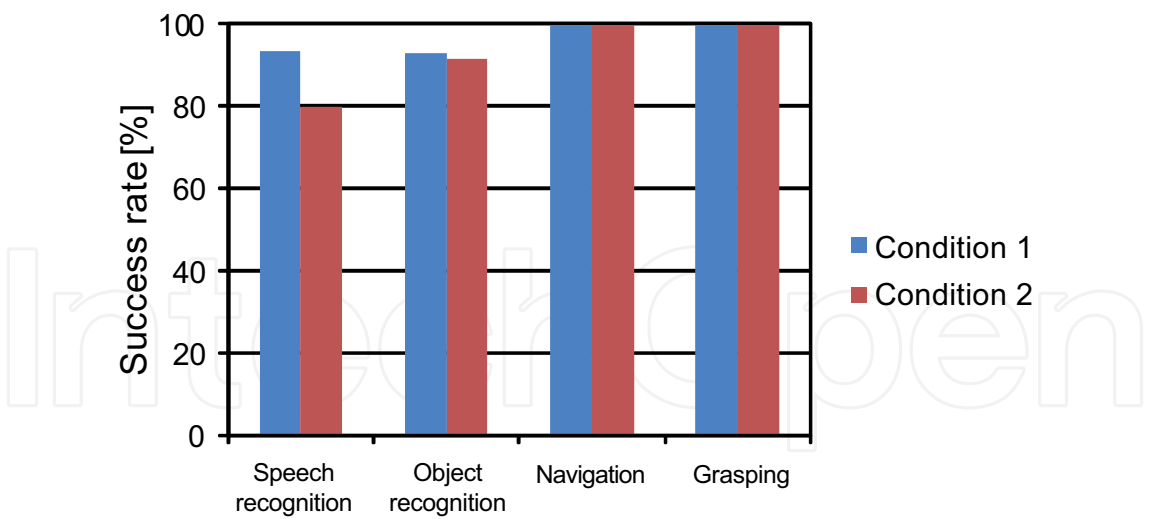 100
80
60
40
20
0
Success rate [%]
Speech
recognition
Object
recognition
Navigation
Grasping
Condition 1
Condition 2
IntechOpen